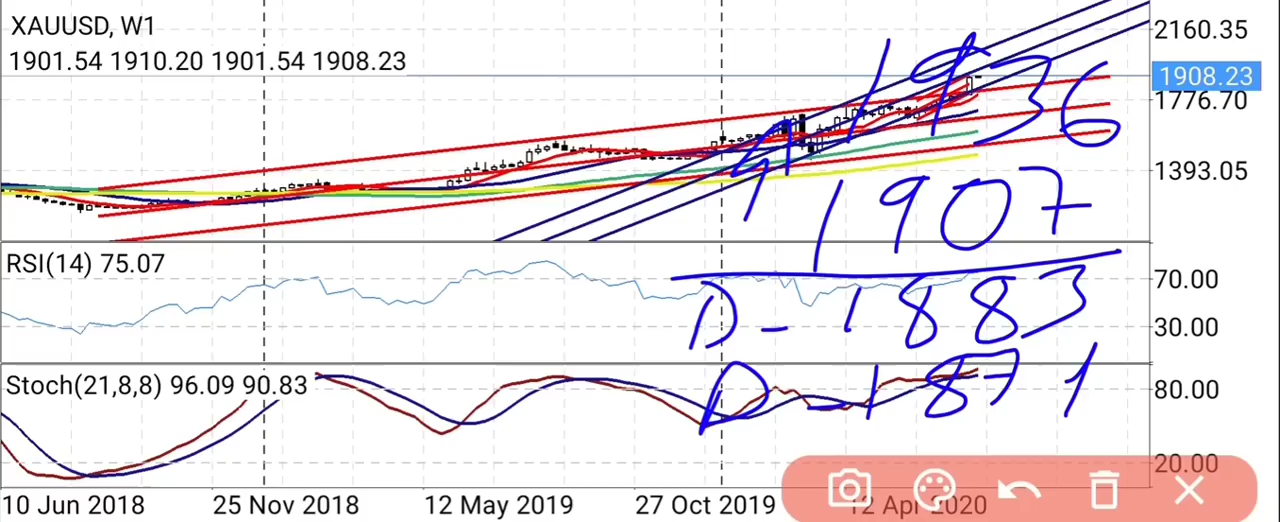 XAUUSD, W1
1901.54 1910.20 1901.54 1908.23
2160.35
1908.23
1776.70
1393.05
1936
1907
RSI(14) 75.07
70.00
30.00
D - 1883
Stoch(21,8,8) 96.09 90.83
80.00
20.00
D - 1871
10 Jun 2018 25 Nov 2018 12 May 2019 27 Oct 2019 12 Apr 2020